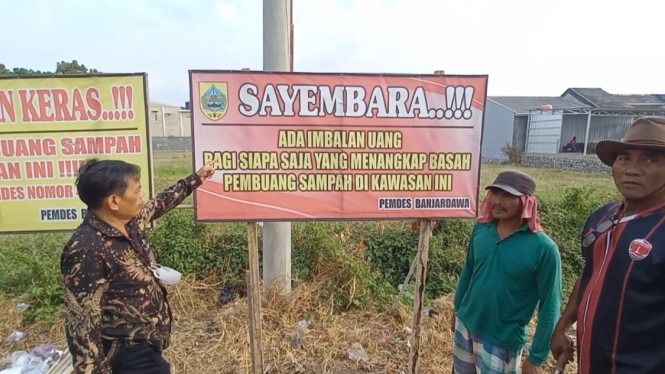 N KERAS...!!!
UANG SAMPAH
AN INI !!!!
DES NOMOR
PEMDES
SAYEMBARA...!!!
ADA IMBALAN UANG
BAGI SIAPA SAJA YANG MENANGKAP BASAH
PEMBUANG SAMPAH DI KAWASAN INI
PEMDES BANJARDAWA